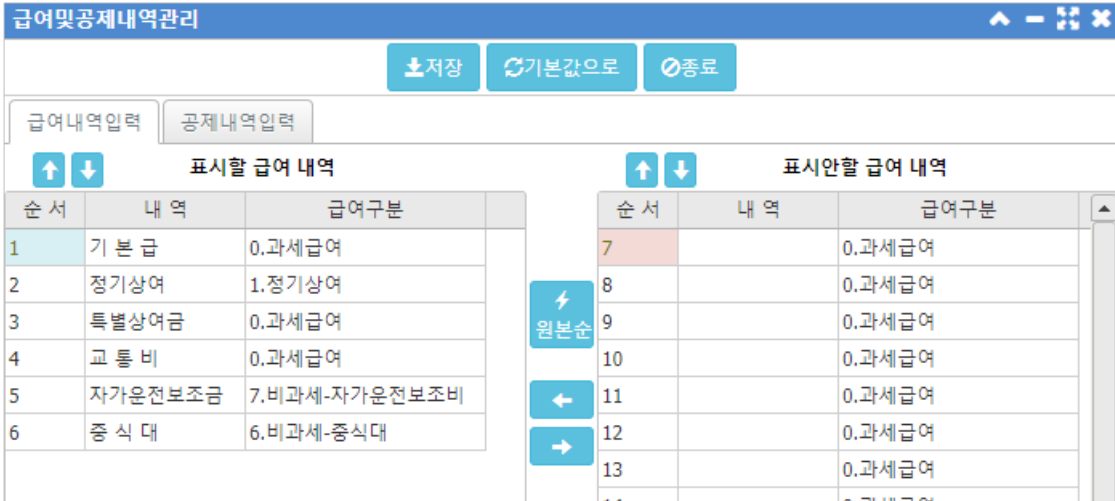 급여및공제내역관리
저장 기본값으로 종료
급여내역입력 공제내역입력
표시할 급여 내역 표시안할 급여 내역
순 서 내 역 급여구분 순 서 내 역 급여구분
1 기 본 급 0.과세급여 7 0.과세급여
2 정기상여 1.정기상여 8 0.과세급여
3 특별상여금 0.과세급여 9 0.과세급여
원본순
4 교 통 비 0.과세급여 10 0.과세급여
5 자가운전보조금 7.비과세-자가운전보조비 11 0.과세급여
6 중 식 대 6.비과세-중식대 12 0.과세급여
13 0.과세급여